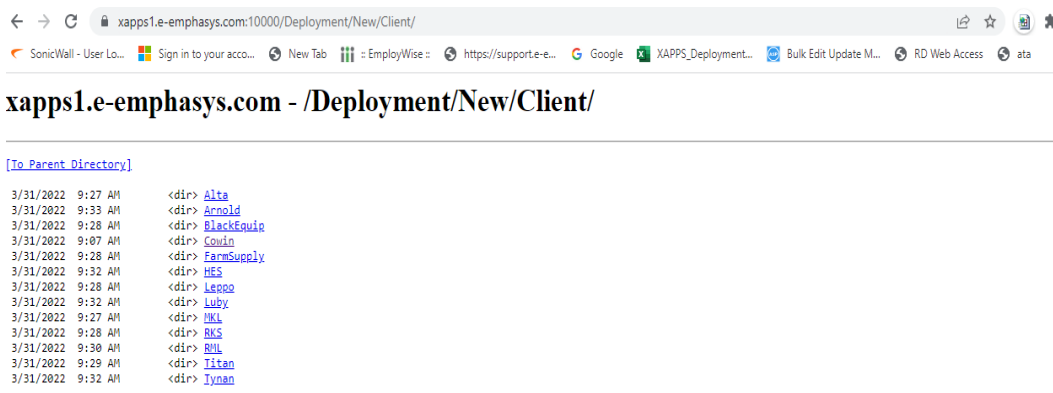 xapps1.e-emphasys.com:10000/Deployment/New/Client/
SonicWall - User Lo... Sign in to your acco... New Tab :: EmployWise :: https://support.e-e... Google XAPPS_Deployment... Bulk Edit Update M... RD Web Access ata
xapps1.e-emphasys.com - /Deployment/New/Client/
[To Parent Directory]
3/31/2022 9:27 AM <dir> Alta
3/31/2022 9:33 AM <dir> Arnold
3/31/2022 9:28 AM <dir> BlackEquip
3/31/2022 9:07 AM <dir> Cowin
3/31/2022 9:28 AM <dir> FarmSupply
3/31/2022 9:32 AM <dir> HES
3/31/2022 9:28 AM <dir> Leppo
3/31/2022 9:32 AM <dir> Luby
3/31/2022 9:27 AM <dir> MKL
3/31/2022 9:28 AM <dir> RKS
3/31/2022 9:30 AM <dir> RML
3/31/2022 9:29 AM <dir> Titan
3/31/2022 9:32 AM <dir> Tynan